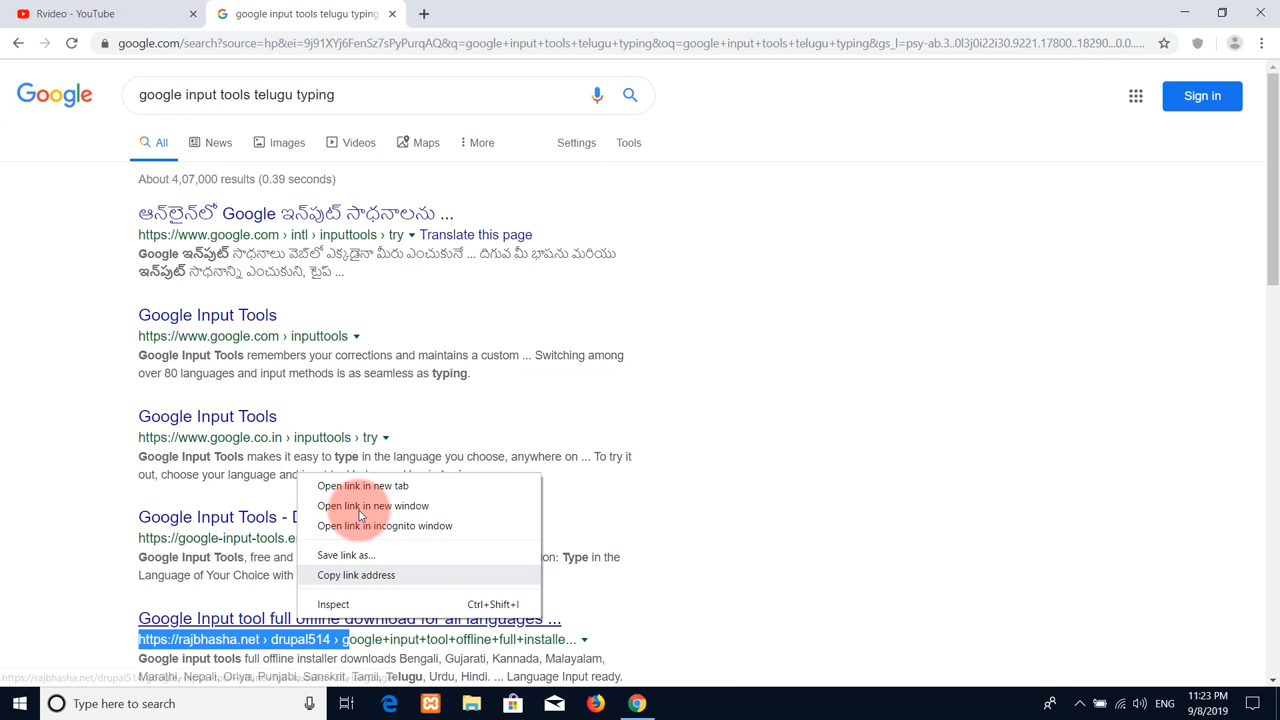 Rvideo - YouTube
google input tools telugu typing
google.com/search?source=hp&ei=9j91XYj6FenSz7sPyPurqAQ&q=google+input+tools+telugu+typing&oq=google+input+tools+telugu+typing&gs_l=psy-ab.3..0l3j0i22i30.9221.17800..18290...0.0.....
Google
google input tools telugu typing
Sign in
All News Images Videos Maps More Settings Tools
About 4,07,000 results (0.39 seconds)
ఆన్‌లైన్‌లో Google ఇన్‌పుట్ సాధనాలను ...
https://www.google.com › intl › inputtools › try Translate this page
Google ఇన్‌పుట్ సాధనాలు వెబ్‌లో ఎక్కడైనా మీరు ఎంచుకునే ... దిగువ మీ భాషను మరియు
ఇన్‌పుట్ సాధనాన్ని ఎంచుకుని, టైప్ ...
Google Input Tools
https://www.google.com › inputtools
Google Input Tools remembers your corrections and maintains a custom ... Switching among
over 80 languages and input methods is as seamless as typing.
Google Input Tools
https://www.google.co.in › inputtools › try
Google Input Tools makes it easy to type in the language you choose, anywhere on ... To try it
out, choose your language and
Open link in new tab
Open link in new window
Open link in incognito window
Save link as...
Copy link address
Inspect Ctrl+Shift+I
Google Input Tools - D
https://google-input-tools.e
Google Input Tools, free and ion: Type in the
Language of Your Choice with
Google Input tool full offline download for all languages ...
https://rajbhasha.net › drupal514 › google+input+tool+offline+full+installe...
Google input tools full offline installer downloads Bengali, Gujarati, Kannada, Malayalam,
Marathi, Nepali, Oriya, Punjabi, Sanskrit, Tamil, Telugu, Urdu, Hindi. ... Language Input ready.
Type here to search
ENG
11:23 PM
9/8/2019